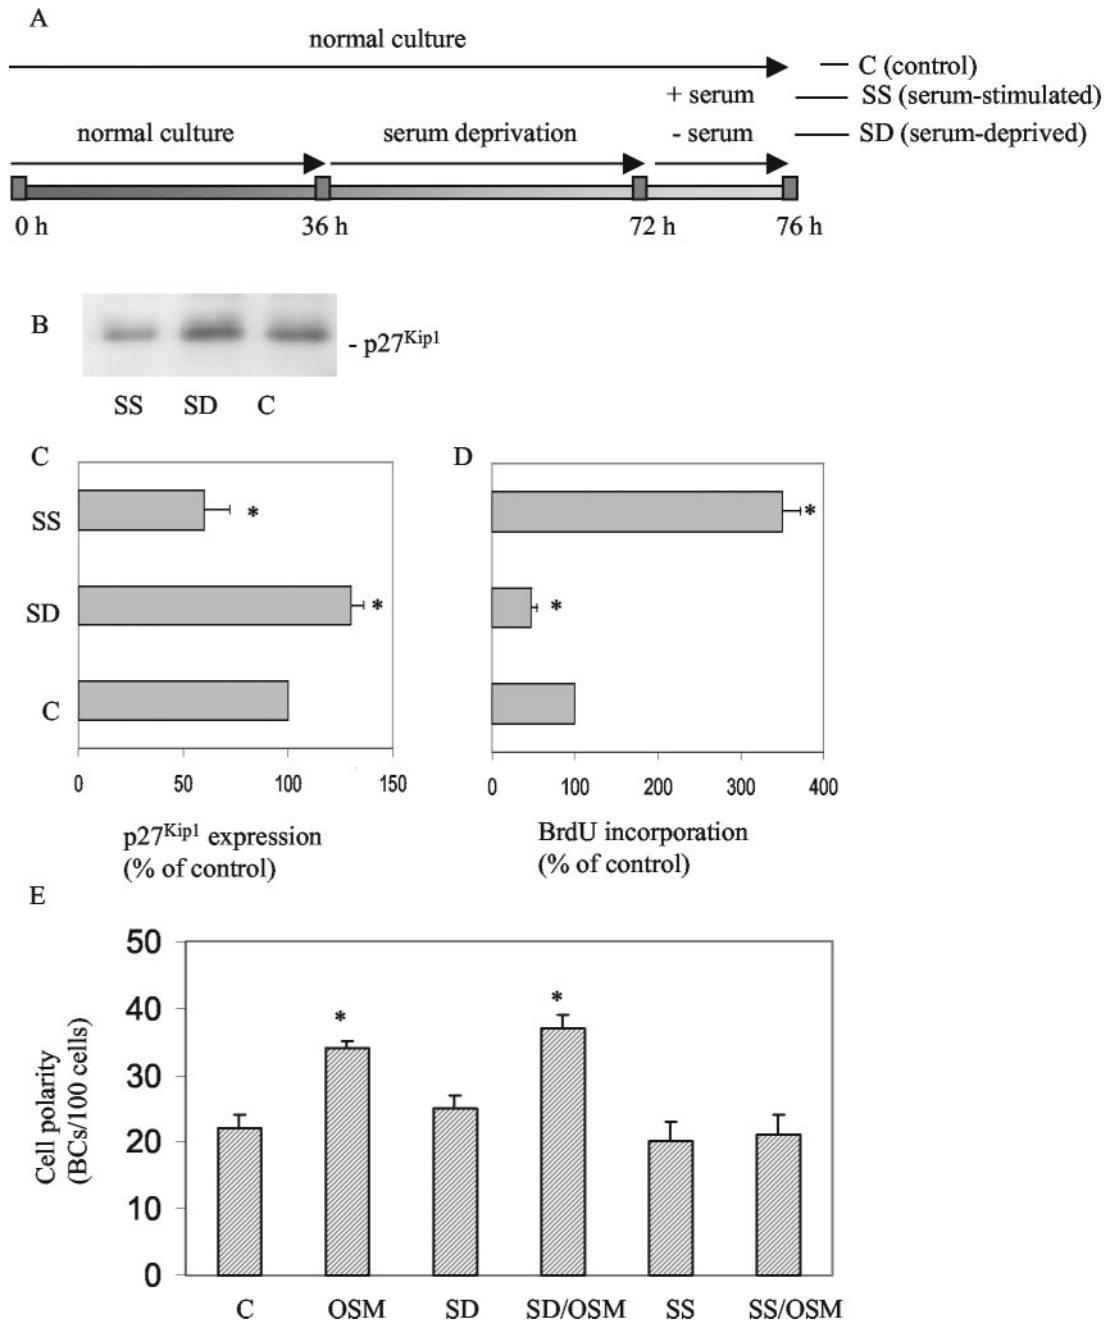 A
normal culture
C (control)
+ serum
SS (serum-stimulated)
normal culture
serum deprivation
- serum
SD (serum-deprived)
0 h
36 h
72 h
76 h
B
- p27Kip1
SS
SD
C
C
SS
*
SD
*
C
0
50
100
150
p27Kip1 expression
(% of control)
D
*
*
0
100
200
300
400
BrdU incorporation
(% of control)
E
Cell polarity
(BCs/100 cells)
50
40
30
20
10
0
*
*
C
OSM
SD
SD/OSM
SS
SS/OSM